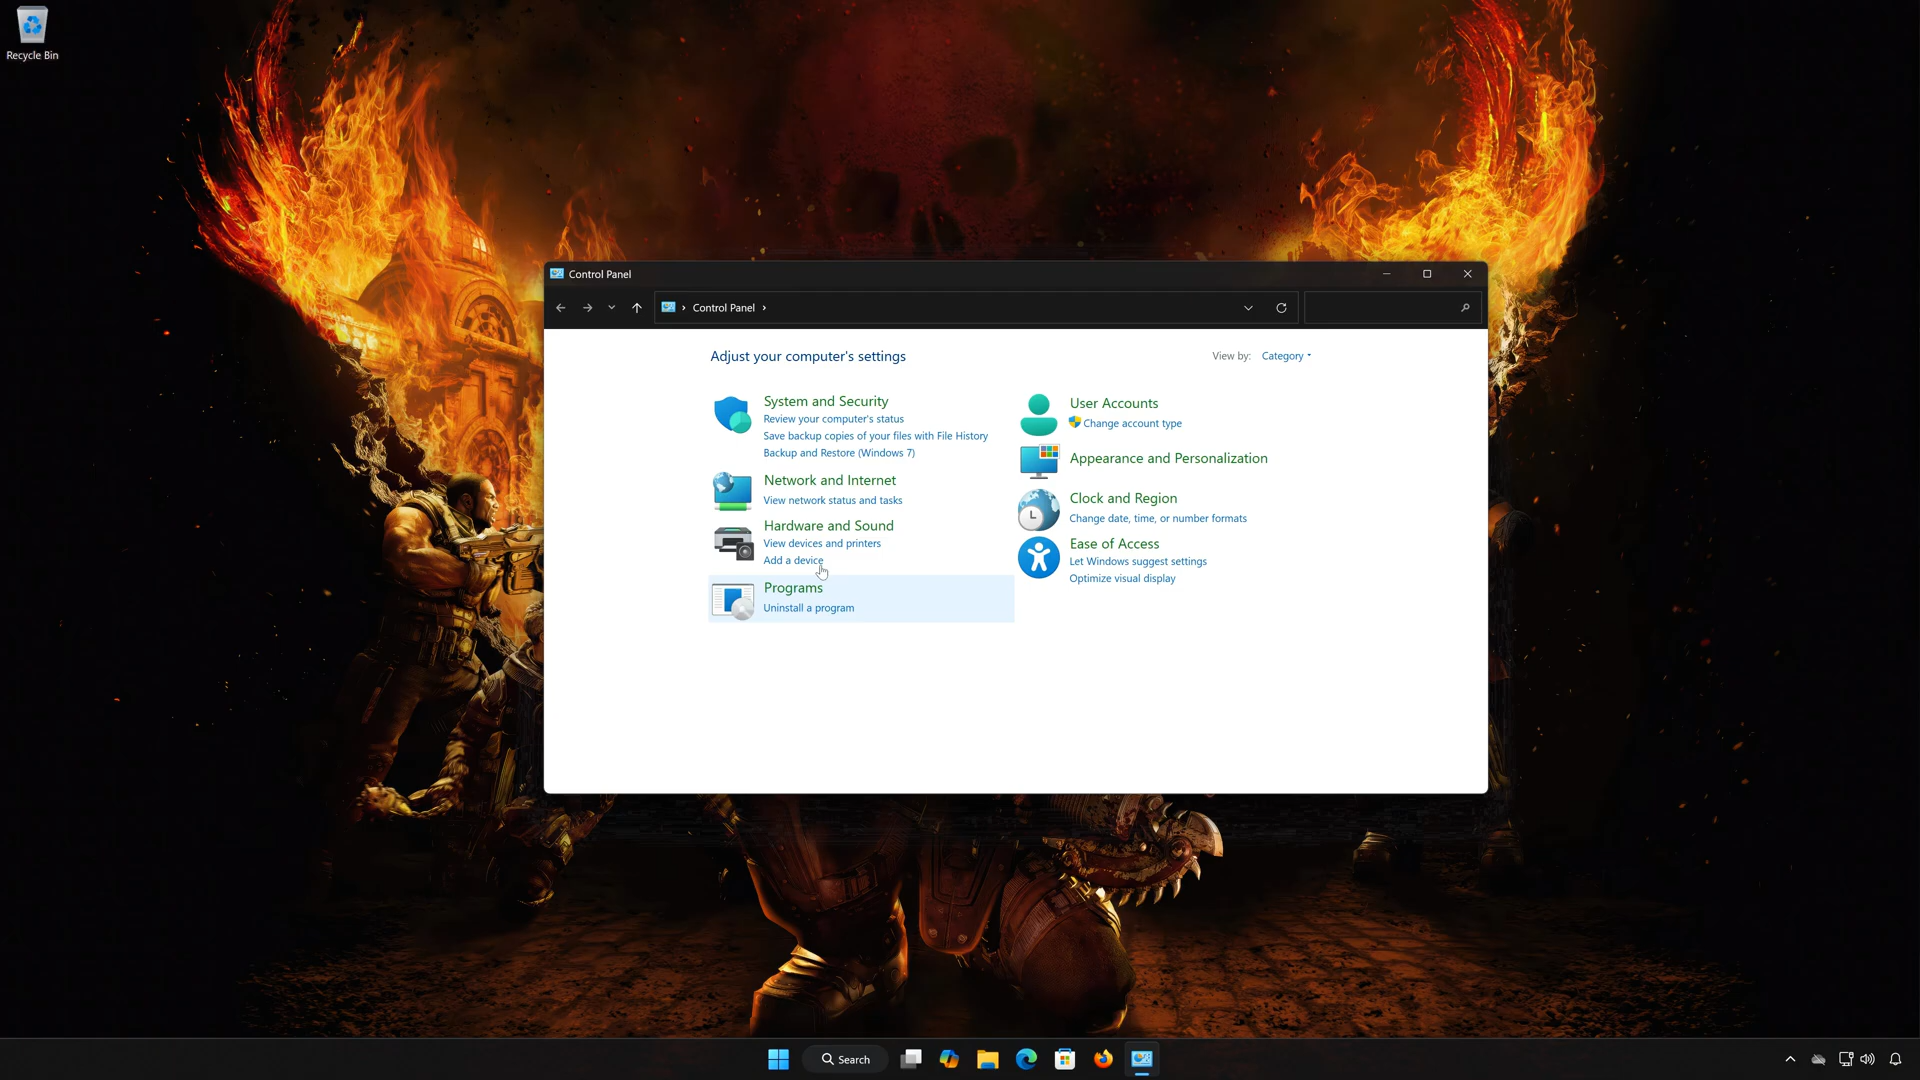 Recycle Bin
Control Panel
Control Panel
Adjust your computer's settings
View by: Category
System and Security
Review your computer's status
Save backup copies of your files with File History
Backup and Restore (Windows 7)
Network and Internet
View network status and tasks
Hardware and Sound
View devices and printers
Add a device
Programs
Uninstall a program
User Accounts
Change account type
Appearance and Personalization
Clock and Region
Change date, time, or number formats
Ease of Access
Let Windows suggest settings
Optimize visual display
Search